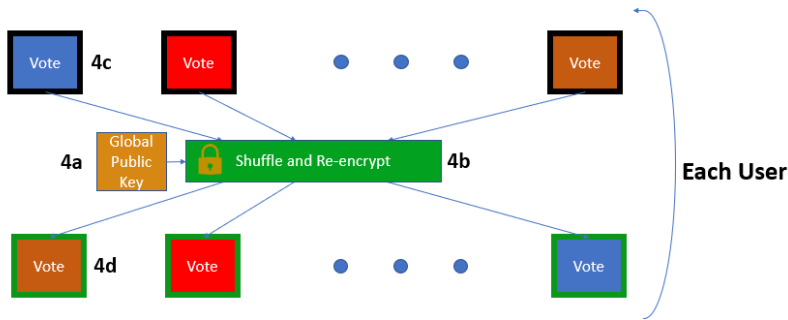 Vote
4c
Vote
Vote
4a
Global
Public
Key
Shuffle and Re-encrypt
4b
Each User
Vote
4d
Vote
Vote